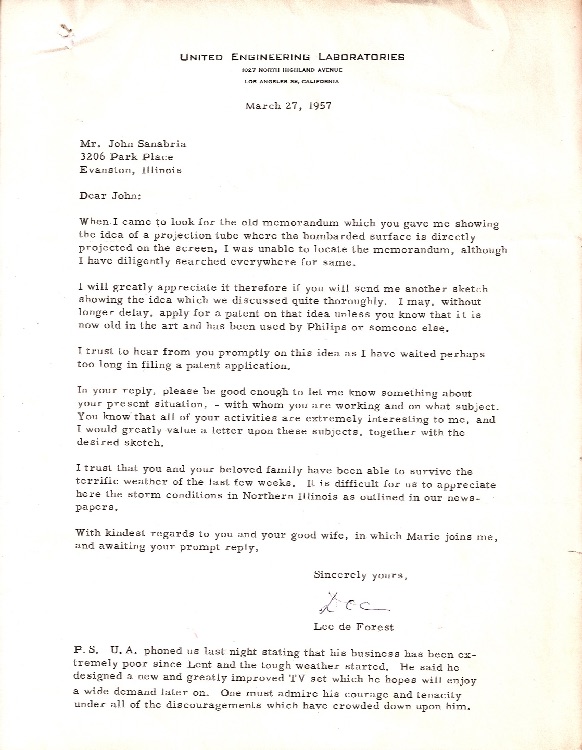 UNITED ENGINEERING LABORATORIES
1027 NORTH HIGHLAND AVENUE
LOS ANGELES 38, CALIFORNIA
March 27, 1957
Mr. John Sanabria
3206 Park Place
Evanston, Illinois
Dear John:
When I came to look for the old memorandum which you gave me showing
the idea of a projection tube where the bombarded surface is directly
projected on the screen, I was unable to locate the memorandum, although
I have diligently searched everywhere for same.
I will greatly appreciate it therefore if you will send me another sketch
showing the idea which we discussed quite thoroughly. I may, without
longer delay, apply for a patent on that idea unless you know that it is
now old in the art and has been used by Philips or someone else.
I trust to hear from you promptly on this idea as I have waited perhaps
too long in filing a patent application.
In your reply, please be good enough to let me know something about
your present situation, - with whom you are working and on what subject.
You know that all of your activities are extremely interesting to me, and
I would greatly value a letter upon these subjects, together with the
desired sketch.
I trust that you and your beloved family have been able to survive the
terrific weather of the last few weeks. It is difficult for us to appreciate
here the storm conditions in Northern Illinois as outlined in our news-
papers.
With kindest regards to you and your good wife, in which Marie joins me,
and awaiting your prompt reply,
Sincerely yours,
Doc
Lee de Forest
P.S. U.A. phoned us last night stating that his business has been ex-
tremely poor since Lent and the tough weather started. He said he
designed a new and greatly improved TV set which he hopes will enjoy
a wide demand later on. One must admire his courage and tenacity
under all of the discouragements which have crowded down upon him.